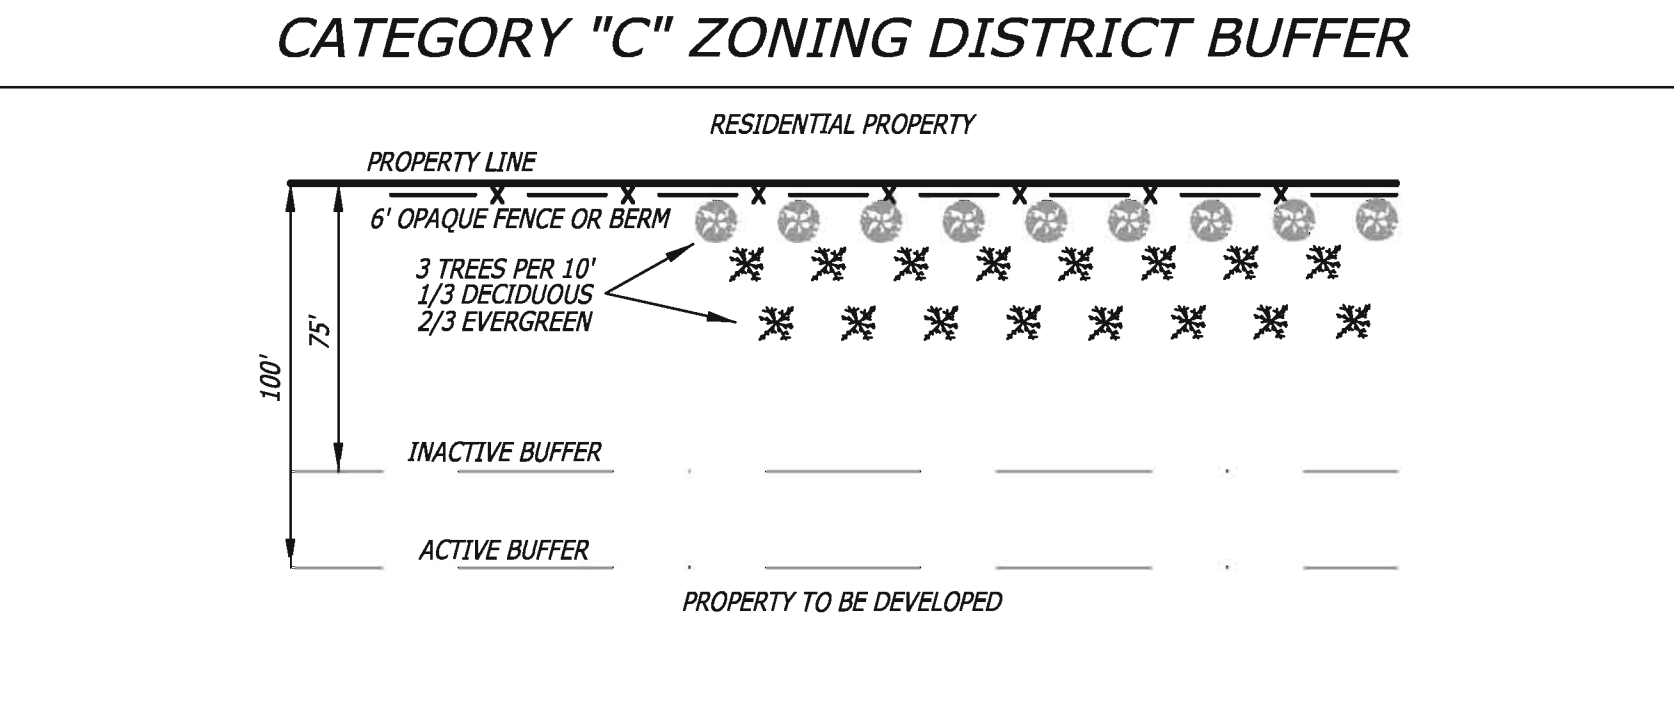 CATEGORY "C" ZONING DISTRICT BUFFER
RESIDENTIAL PROPERTY
PROPERTY LINE
X X X X X X X
6' OPAQUE FENCE OR BERM
3 TREES PER 10'
1/3 DECIDUOUS
2/3 EVERGREEN
75'
100'
INACTIVE BUFFER
ACTIVE BUFFER
PROPERTY TO BE DEVELOPED